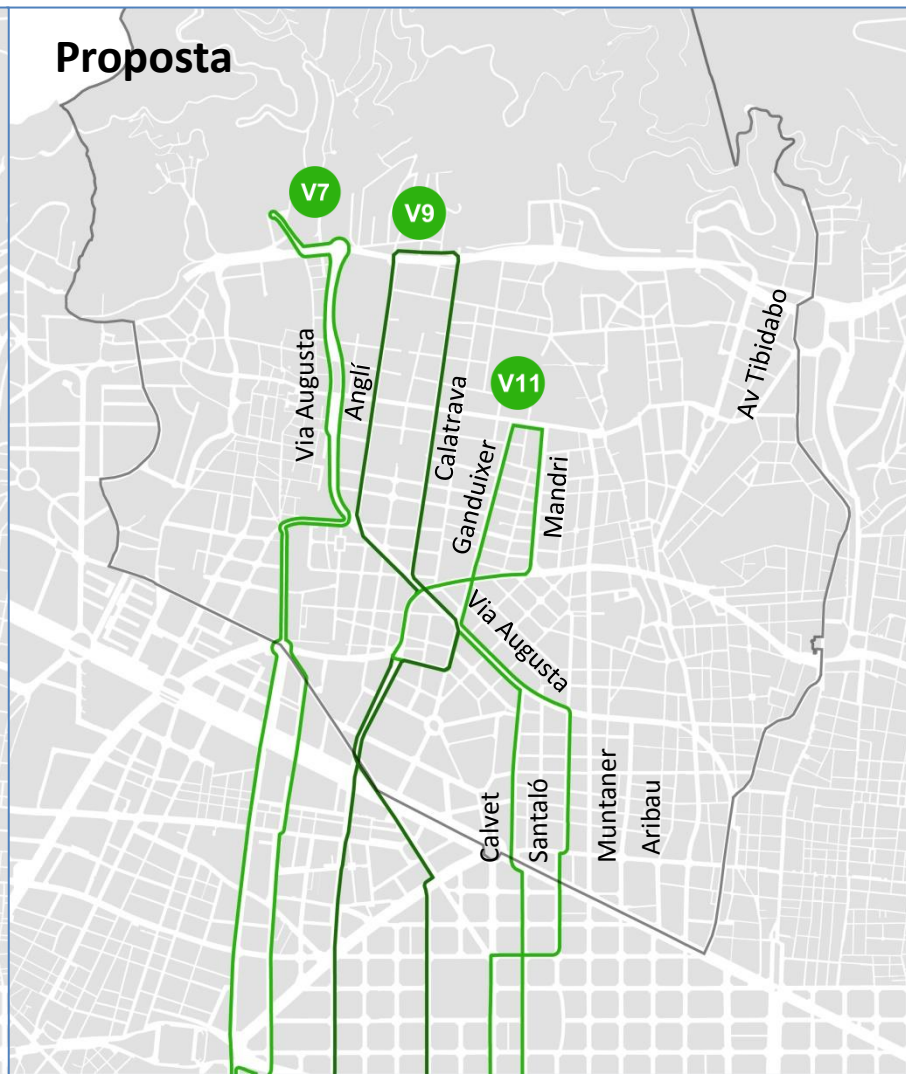 Proposta
V7
V9
Av Tibidabo
Via Augusta
Anglí
V11
Calatrava
Ganduixer
Mandri
Via Augusta
Calvet
Santaló
Muntaner
Aribau